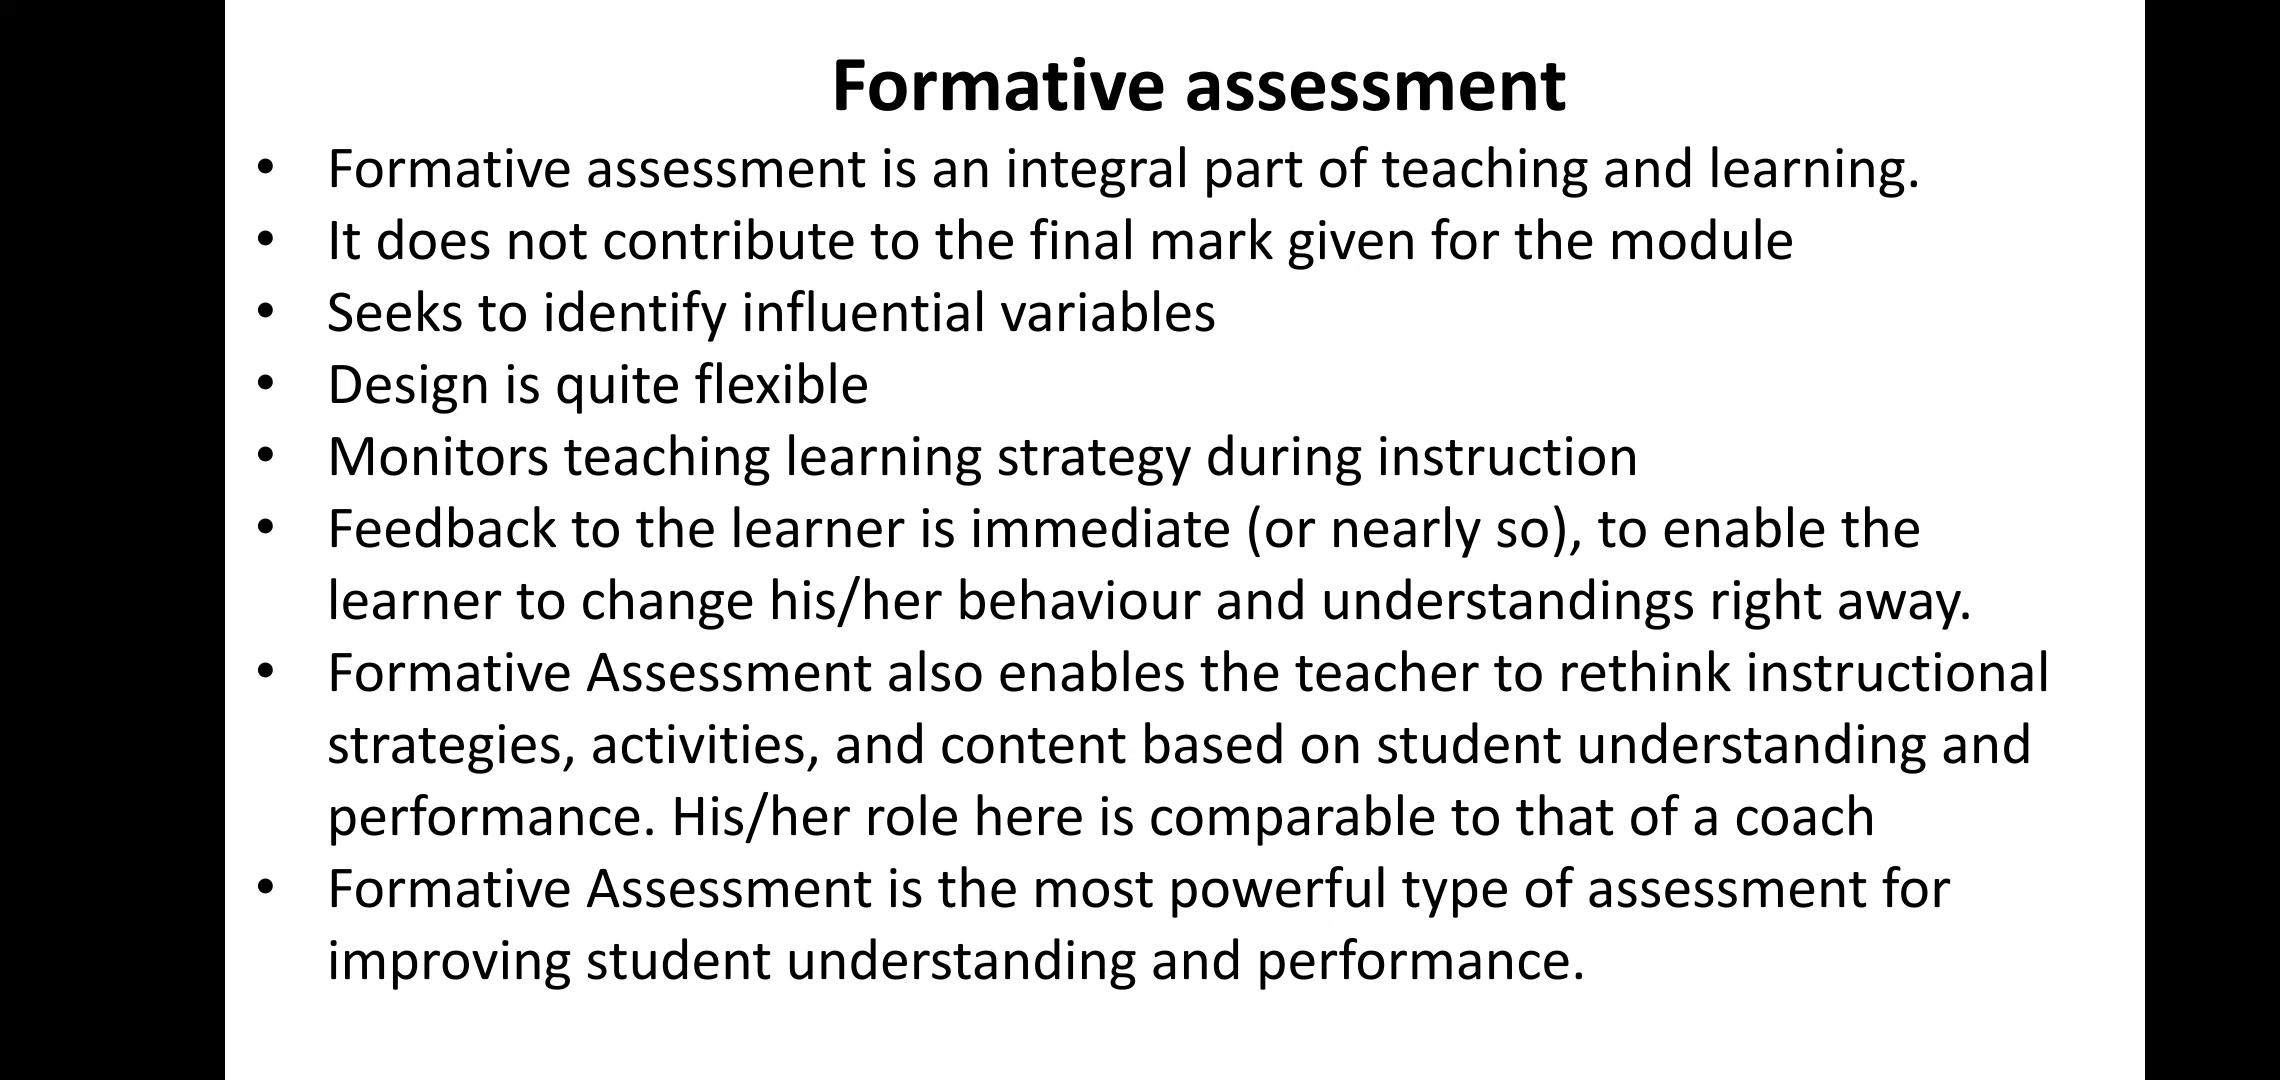 Formative assessment
• Formative assessment is an integral part of teaching and learning.
• It does not contribute to the final mark given for the module
• Seeks to identify influential variables
• Design is quite flexible
• Monitors teaching learning strategy during instruction
• Feedback to the learner is immediate (or nearly so), to enable the
learner to change his/her behaviour and understandings right away.
• Formative Assessment also enables the teacher to rethink instructional
strategies, activities, and content based on student understanding and
performance. His/her role here is comparable to that of a coach
• Formative Assessment is the most powerful type of assessment for
improving student understanding and performance.